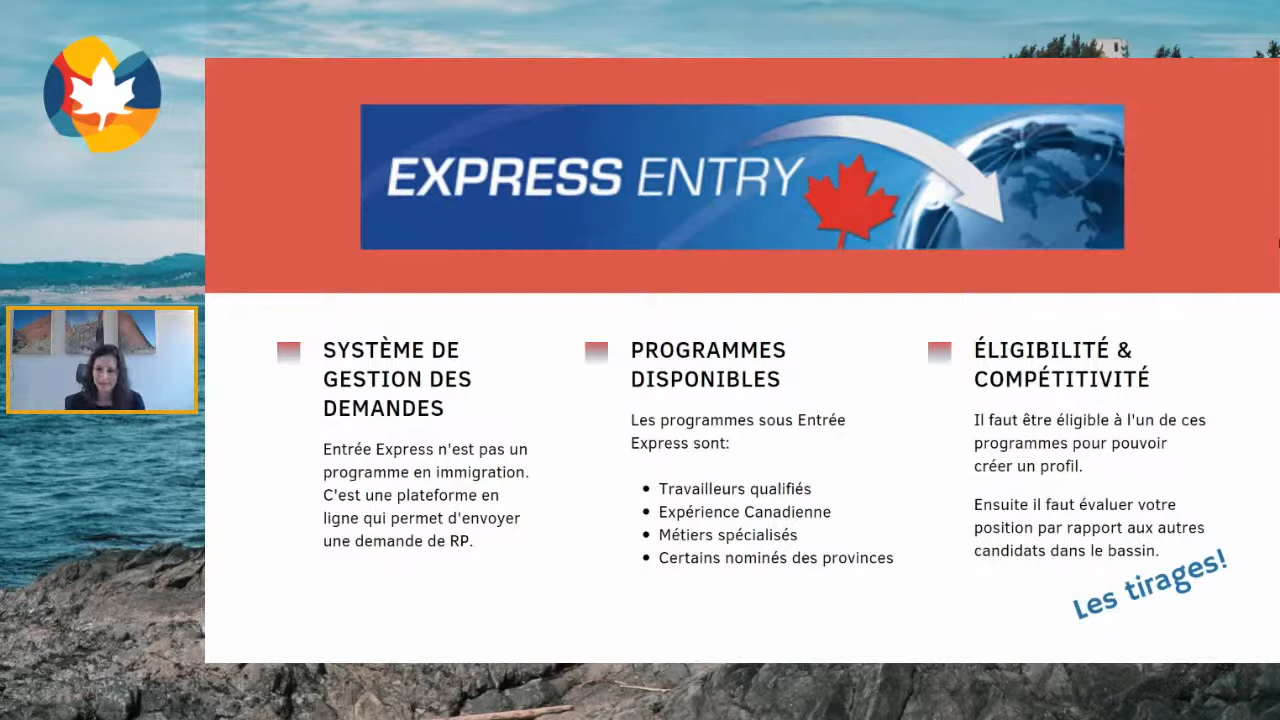 EXPRESS ENTRY
SYSTÈME DE
GESTION DES
DEMANDES
Entrée Express n'est pas un
programme en immigration.
C'est une plateforme en
ligne qui permet d'envoyer
une demande de RP.
PROGRAMMES
DISPONIBLES
Les programmes sous Entrée
Express sont:
• Travailleurs qualifiés
• Expérience Canadienne
• Métiers spécialisés
• Certains nominés des provinces
ÉLIGIBILITÉ &
COMPÉTITIVITÉ
Il faut être éligible à l'un de ces
programmes pour pouvoir
créer un profil.
Ensuite il faut évaluer votre
position par rapport aux autres
candidats dans le bassin.
Les tirages!